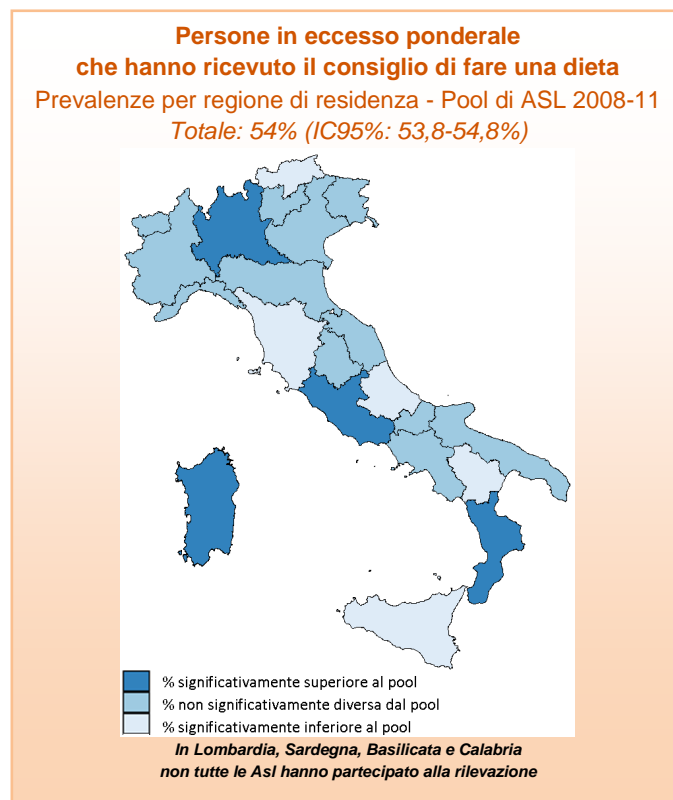 Persone in eccesso ponderale
che hanno ricevuto il consiglio di fare una dieta
Prevalenze per regione di residenza - Pool di ASL 2008-11
Totale: 54% (IC95%: 53,8-54,8%)
% significativamente superiore al pool
% non significativamente diversa dal pool
% significativamente inferiore al pool
In Lombardia, Sardegna, Basilicata e Calabria
non tutte le Asl hanno partecipato alla rilevazione